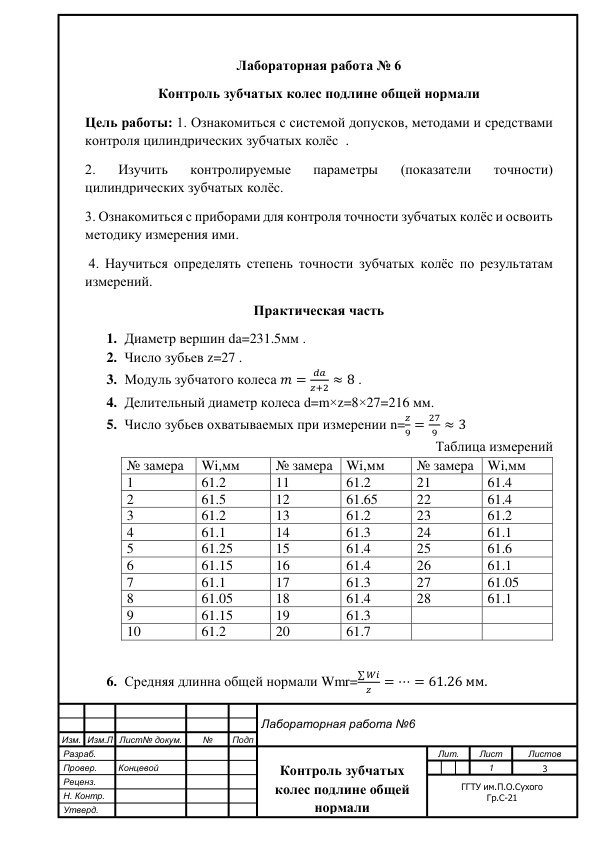 Лабораторная работа № 6
Контроль зубчатых колес подлине общей нормали
Цель работы: 1. Ознакомиться с системой допусков, методами и средствами
контроля цилиндрических зубчатых колёс .
2. Изучить контролируемые параметры (показатели точности)
цилиндрических зубчатых колёс.
3. Ознакомиться с приборами для контроля точности зубчатых колёс и освоить
методику измерения ими.
4. Научиться определять степень точности зубчатых колёс по результатам
измерений.
Практическая часть
1. Диаметр вершин da=231.5мм .
2. Число зубьев z=27 .
3. Модуль зубчатого колеса m = da/(z+2) ≈ 8 .
4. Делительный диаметр колеса d=m×z=8×27=216 мм.
5. Число зубьев охватываемых при измерении n= z/9 = 27/9 ≈ 3
Таблица измерений
№ замера Wi,мм № замера Wi,мм № замера Wi,мм
1 61.2 11 61.2 21 61.4
2 61.5 12 61.65 22 61.4
3 61.2 13 61.2 23 61.2
4 61.1 14 61.3 24 61.1
5 61.25 15 61.4 25 61.6
6 61.15 16 61.4 26 61.1
7 61.1 17 61.3 27 61.05
8 61.05 18 61.4 28 61.1
9 61.15 19 61.3
10 61.2 20 61.7
6. Средняя длинна общей нормали Wmr= ∑Wi/z = ⋯ = 61.26 мм.
Лабораторная работа №6
Изм. Изм.Л Лист№ докум. № Подп
Разраб. Лит. Лист Листов
Провер. Концевой 1 3
Реценз.
Н. Контр.
Утверд.
Контроль зубчатых
колес подлине общей
нормали
ГГТУ им.П.О.Сухого
Гр.С-21